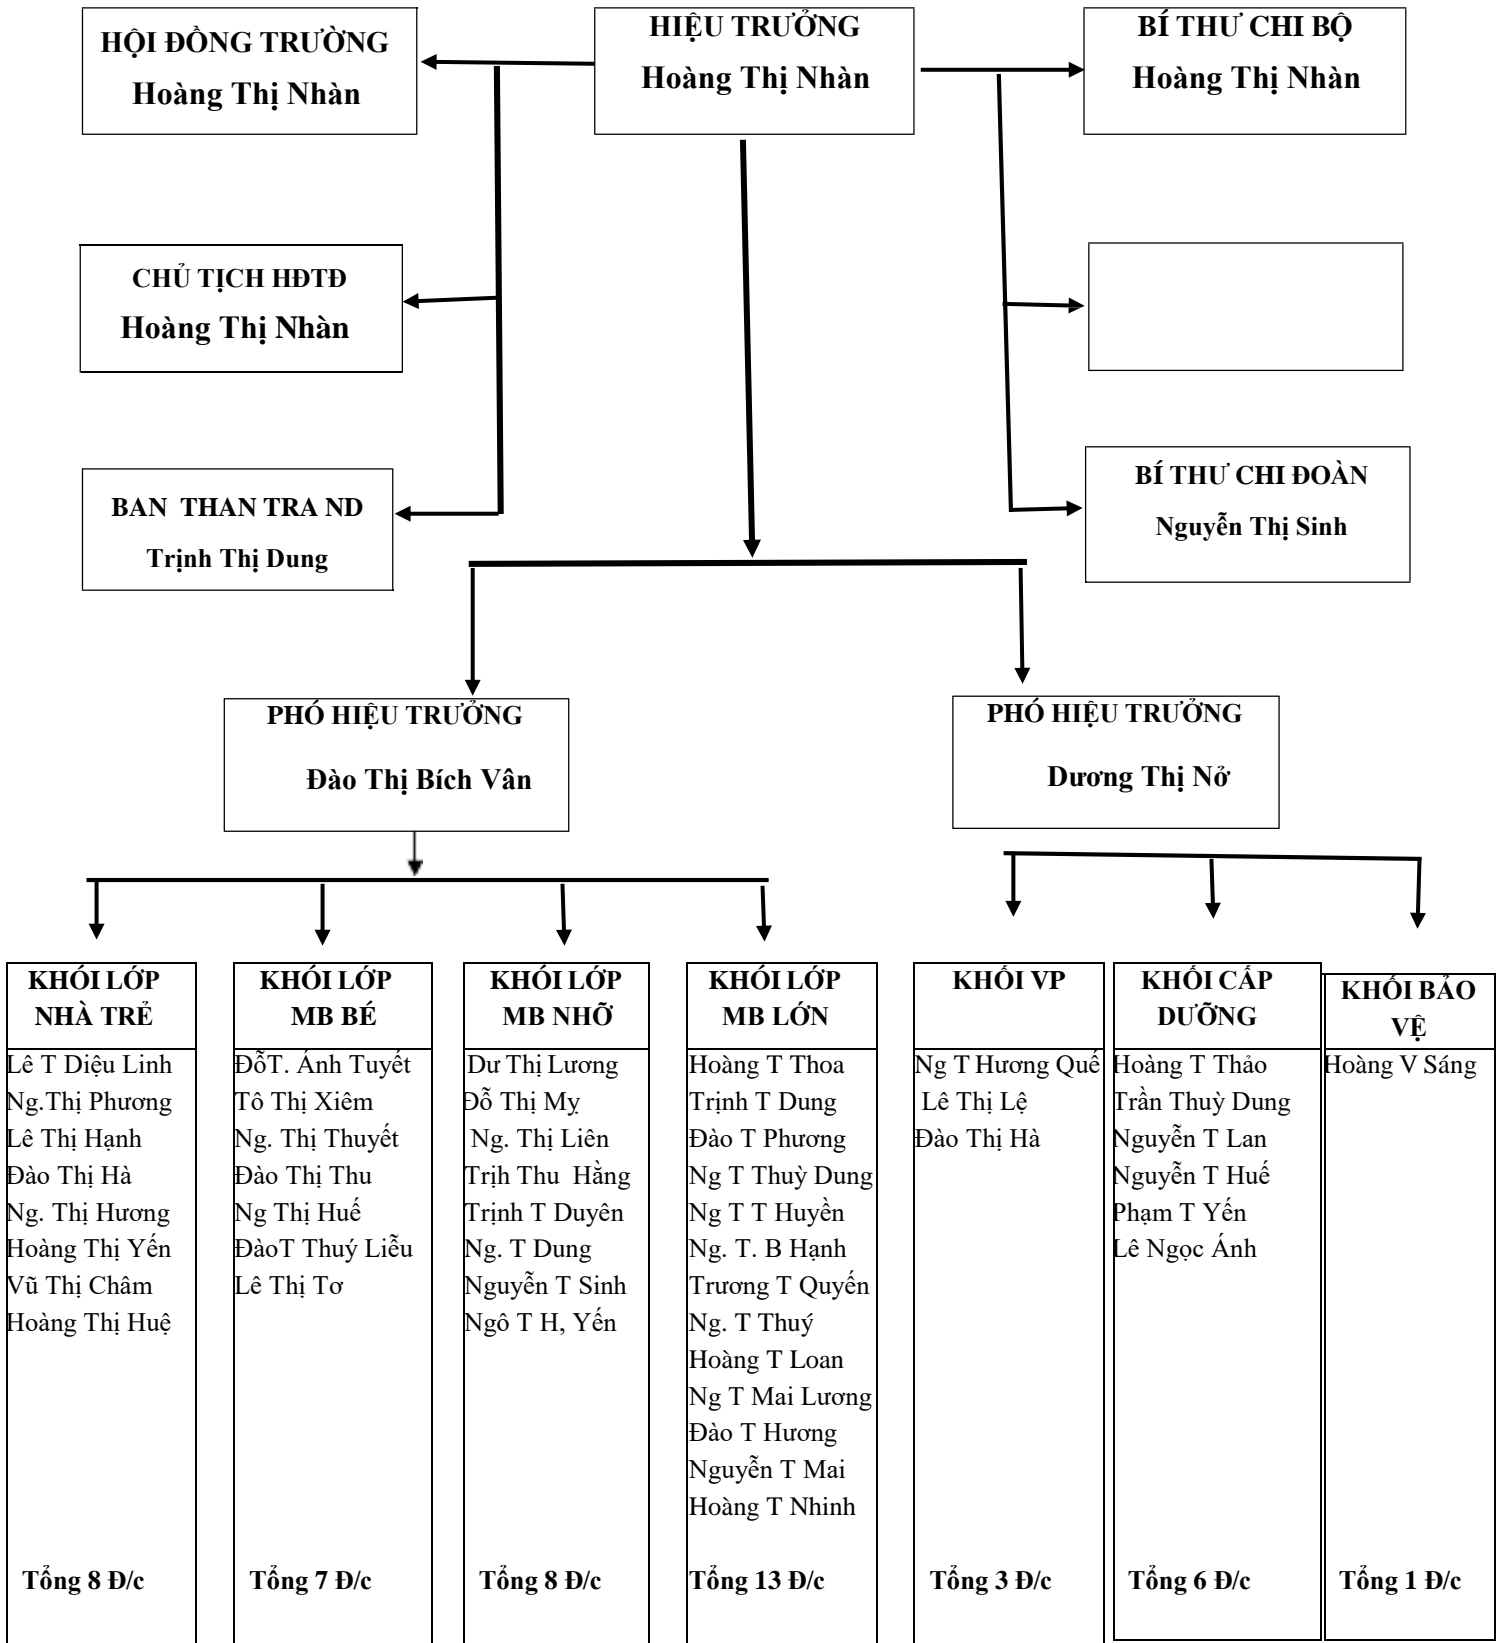 HỘI ĐỒNG TRƯỜNG
Hoàng Thị Nhàn
HIỆU TRƯỞNG
Hoàng Thị Nhàn
BÍ THƯ CHI BỘ
Hoàng Thị Nhàn
CHỦ TỊCH HĐTĐ
Hoàng Thị Nhàn
BAN THAN TRA ND
Trịnh Thị Dung
BÍ THƯ CHI ĐOÀN
Nguyễn Thị Sinh
PHÓ HIỆU TRƯỞNG
Đào Thị Bích Vân
PHÓ HIỆU TRƯỞNG
Dương Thị Nở
KHÓI LỚP
NHÀ TRẺ
Lê T Diệu Linh
Ng.Thị Phương
Lê Thị Hạnh
Đào Thị Hà
Ng. Thị Hương
Hoàng Thị Yến
Vũ Thị Châm
Hoàng Thị Huệ
Tổng 8 Đ/c
KHÓI LỚP
MB BÉ
ĐỗT. Ánh Tuyết
Tô Thị Xiêm
Ng. Thị Thuyết
Đào Thị Thu
Ng Thị Huế
ĐàoT Thuý Liễu
Lê Thị Tơ
Tổng 7 Đ/c
KHÓI LỚP
MB NHỠ
Dư Thị Lương
Đỗ Thị Mỵ
Ng. Thị Liên
Trịh Thu Hằng
Trịnh T Duyên
Ng. T Dung
Nguyễn T Sinh
Ngô T H, Yến
Tổng 8 Đ/c
KHÓI LỚP
MB LỚN
Hoàng T Thoa
Trịnh T Dung
Đào T Phương
Ng T Thuỳ Dung
Ng T T Huyền
Ng. T. B Hạnh
Trương T Quyến
Ng. T Thuý
Hoàng T Loan
Ng T Mai Lương
Đào T Hương
Nguyễn T Mai
Hoàng T Nhinh
Tổng 13 Đ/c
KHỐI VP
Ng T Hương Quế
Lê Thị Lệ
Đào Thị Hà
Tổng 3 Đ/c
KHỐI CẤP
DƯỠNG
Hoàng T Thảo
Trần Thuỳ Dung
Nguyễn T Lan
Nguyễn T Huế
Phạm T Yến
Lê Ngọc Ánh
Tổng 6 Đ/c
KHỐI BẢO
VỆ
Hoàng V Sáng
Tổng 1 Đ/c